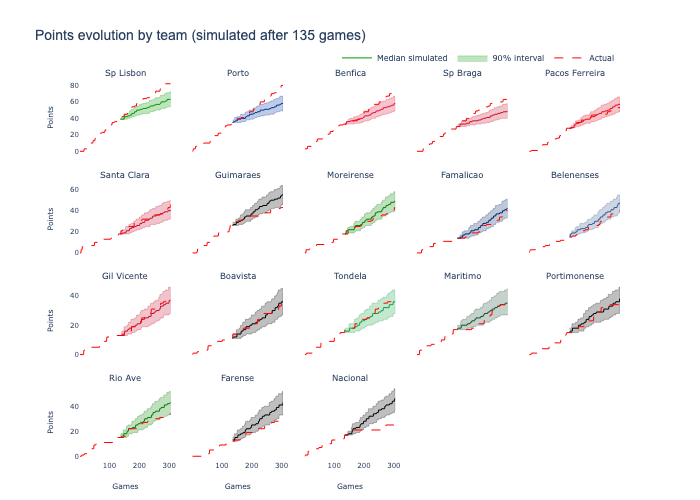 Points evolution by team (simulated after 135 games)
Median simulated 90% interval Actual
Sp Lisbon Porto Benfica Sp Braga Pacos Ferreira
80
60
40
20
0
Points
Santa Clara Guimaraes Moreirense Famalicao Belenenses
60
40
20
0
Points
Gil Vicente Boavista Tondela Maritimo Portimonense
40
20
0
Points
Rio Ave Farense Nacional
40
20
0
Points
100 200 300 100 200 300 100 200 300
Games Games Games